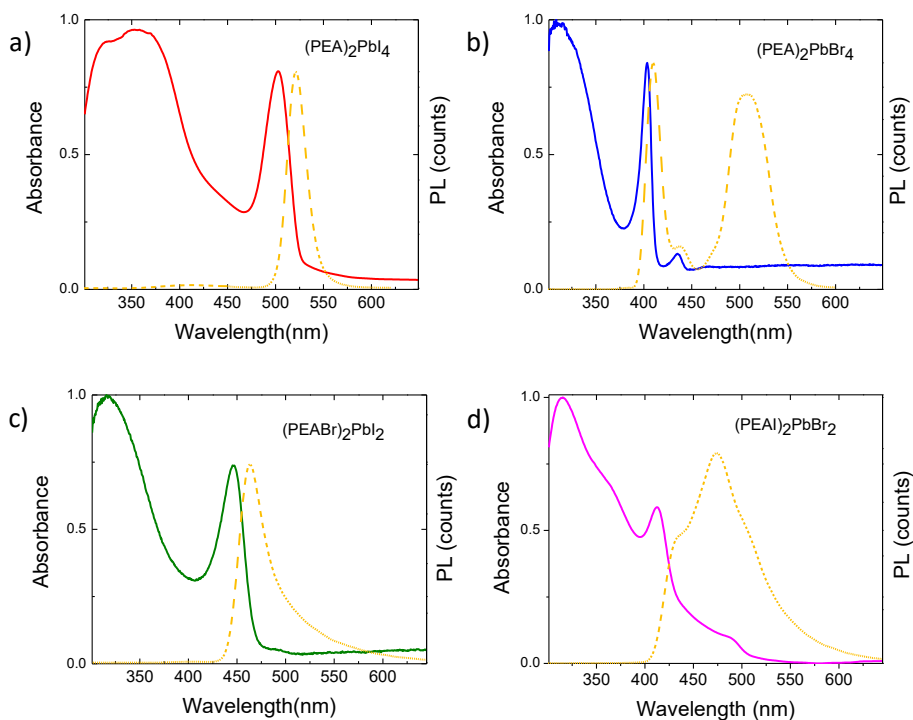 a)
(PEA)2PbI4
1.0
0.5
0.0
Absorbance
PL (counts)
350 400 450 500 550 600
Wavelength(nm)
b)
(PEA)2PbBr4
1.0
0.5
0.0
Absorbance
PL (counts)
350 400 450 500 550 600
Wavelength(nm)
c)
(PEABr)2PbI2
1.0
0.5
0.0
Absorbance
PL (counts)
350 400 450 500 550 600
Wavelength(nm)
d)
(PEAI)2PbBr2
1.0
0.5
0.0
Absorbance
PL (counts)
350 400 450 500 550 600
Wavelength (nm)